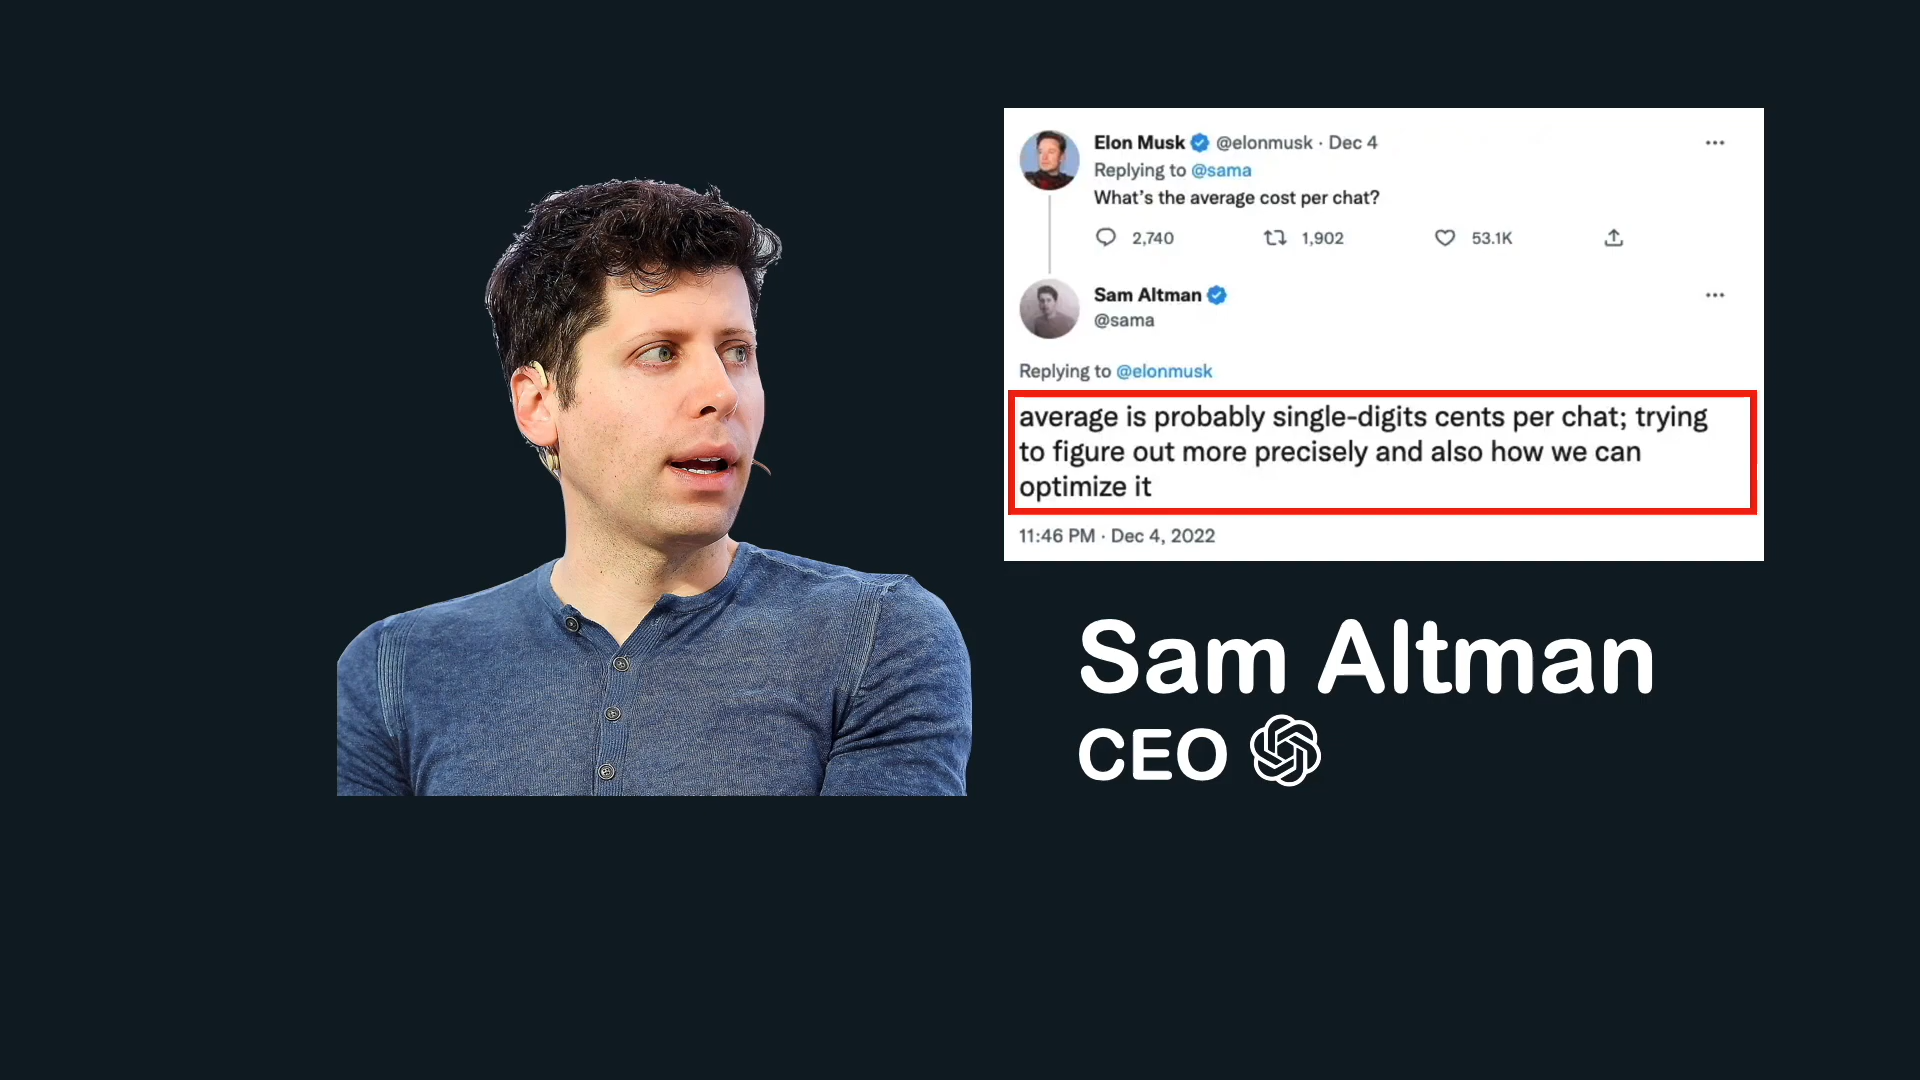 Elon Musk @elonmusk · Dec 4
Replying to @sama
What's the average cost per chat?
2,740 1,902 53.1K
Sam Altman
@sama
Replying to @elonmusk
average is probably single-digits cents per chat; trying
to figure out more precisely and also how we can
optimize it
11:46 PM · Dec 4, 2022
Sam Altman
CEO